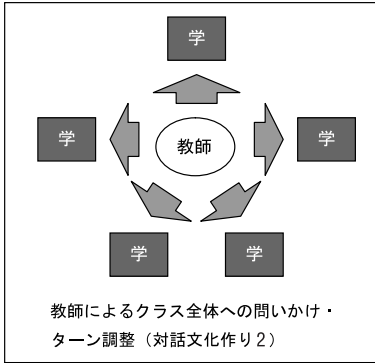 学
学
教師
学
学
学
教師によるクラス全体への問いかけ・
ターン調整（対話文化作り２）